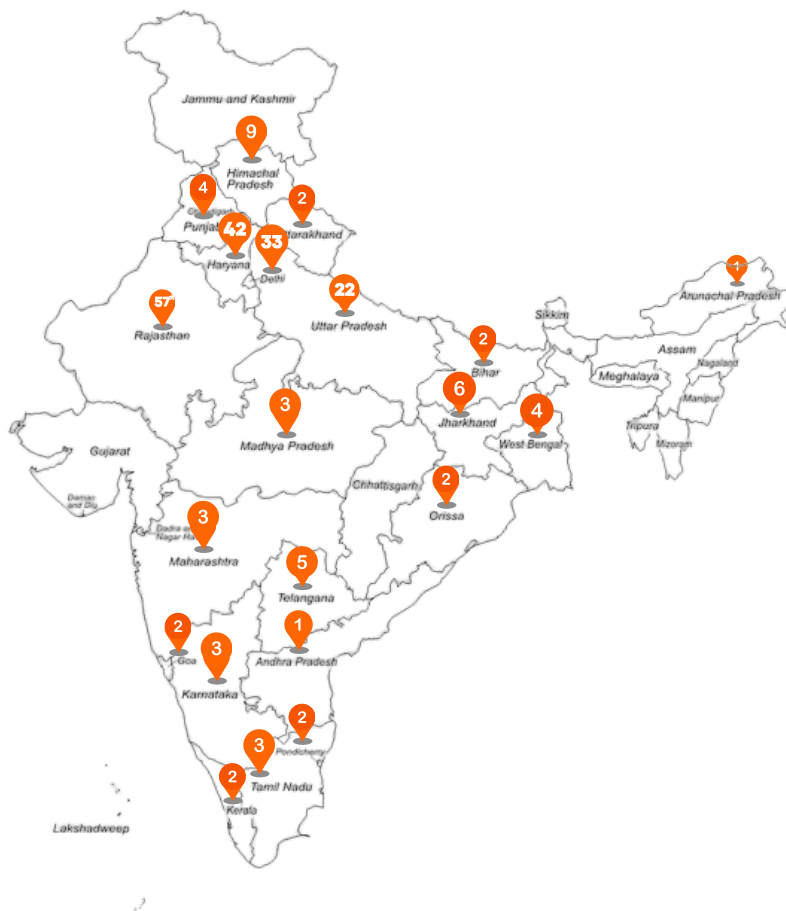 Jammu and Kashmir
9
Himachal
Pradesh
4
Punjab
2
Uttarakhand
42
Haryana
33
Delhi
57
Rajasthan
22
Uttar Pradesh
1
Arunachal Pradesh
Sikkim
Assam
Nagaland
Meghalaya
Manipur
Tripura
Mizoram
2
Bihar
6
Jharkhand
4
West Bengal
3
Madhya Pradesh
Gujarat
Daman
and Diu
Chhattisgarh
2
Orissa
3
Dadra and
Nagar
Maharashtra
5
Telangana
1
Andhra Pradesh
2
Goa
3
Karnataka
2
Pondicherry
3
Tamil Nadu
2
Kerala
Lakshadweep